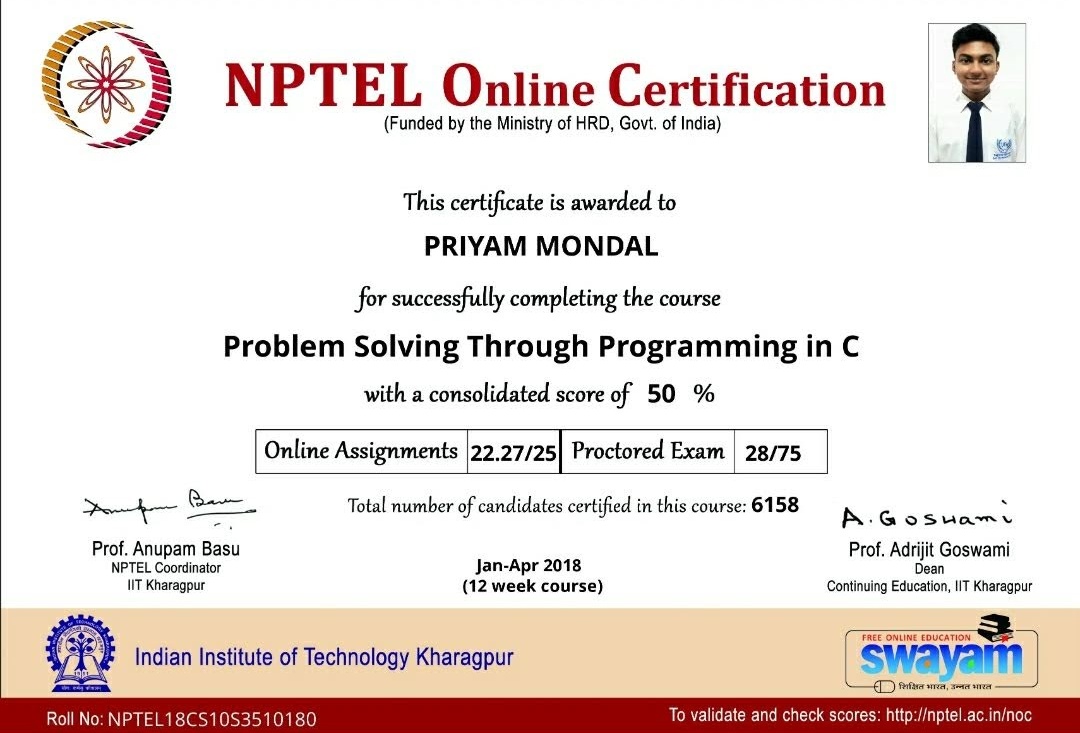 NPTEL Online Certification
(Funded by the Ministry of HRD, Govt. of India)
This certificate is awarded to
PRIYAM MONDAL
for successfully completing the course
Problem Solving Through Programming in C
with a consolidated score of 50 %
Online Assignments 22.27/25 Proctored Exam 28/75
Total number of candidates certified in this course: 6158
Anupam Basu
A. Goswami
Prof. Anupam Basu
NPTEL Coordinator
IIT Kharagpur
Jan-Apr 2018
(12 week course)
Prof. Adrijit Goswami
Dean
Continuing Education, IIT Kharagpur
Indian Institute of Technology Kharagpur
FREE ONLINE EDUCATION
swayam
शिक्षित भारत, उन्नत भारत
Roll No: NPTEL18CS10S3510180
To validate and check scores: http://nptel.ac.in/noc